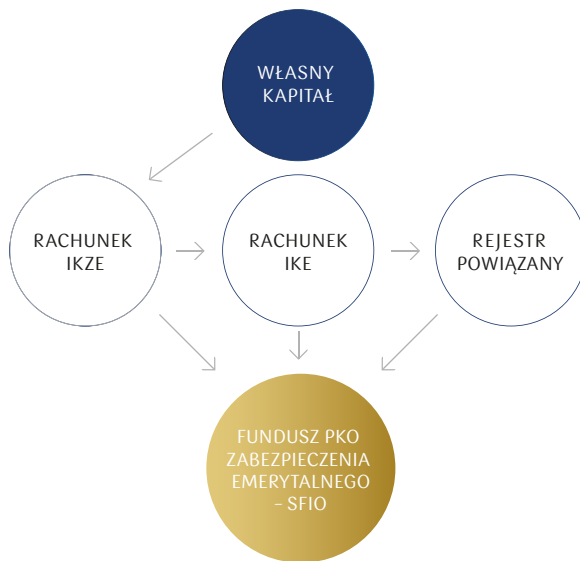 WŁASNY
KAPITAŁ
RACHUNEK
IKZE
RACHUNEK
IKE
REJESTR
POWIĄZANY
FUNDUSZ PKO
ZABEZPIECZENIA
EMERYTALNEGO
– SFIO